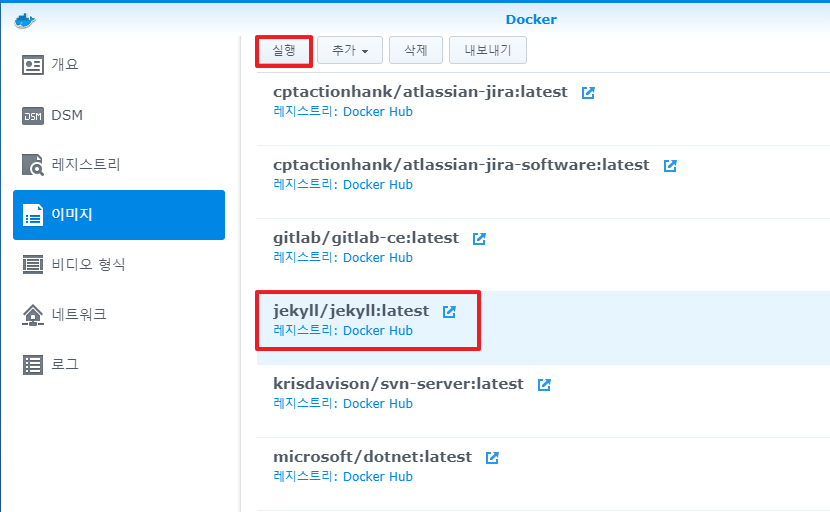 Docker
실행
추가
삭제
내보내기
개요
DSM
DSM
레지스트리
이미지
비디오 형식
네트워크
로그
cptactionhank/atlassian-jira:latest
레지스트리: Docker Hub
cptactionhank/atlassian-jira-software:latest
레지스트리: Docker Hub
gitlab/gitlab-ce:latest
레지스트리: Docker Hub
jekyll/jekyll:latest
레지스트리: Docker Hub
krisdavison/svn-server:latest
레지스트리: Docker Hub
microsoft/dotnet:latest
레지스트리: Docker Hub